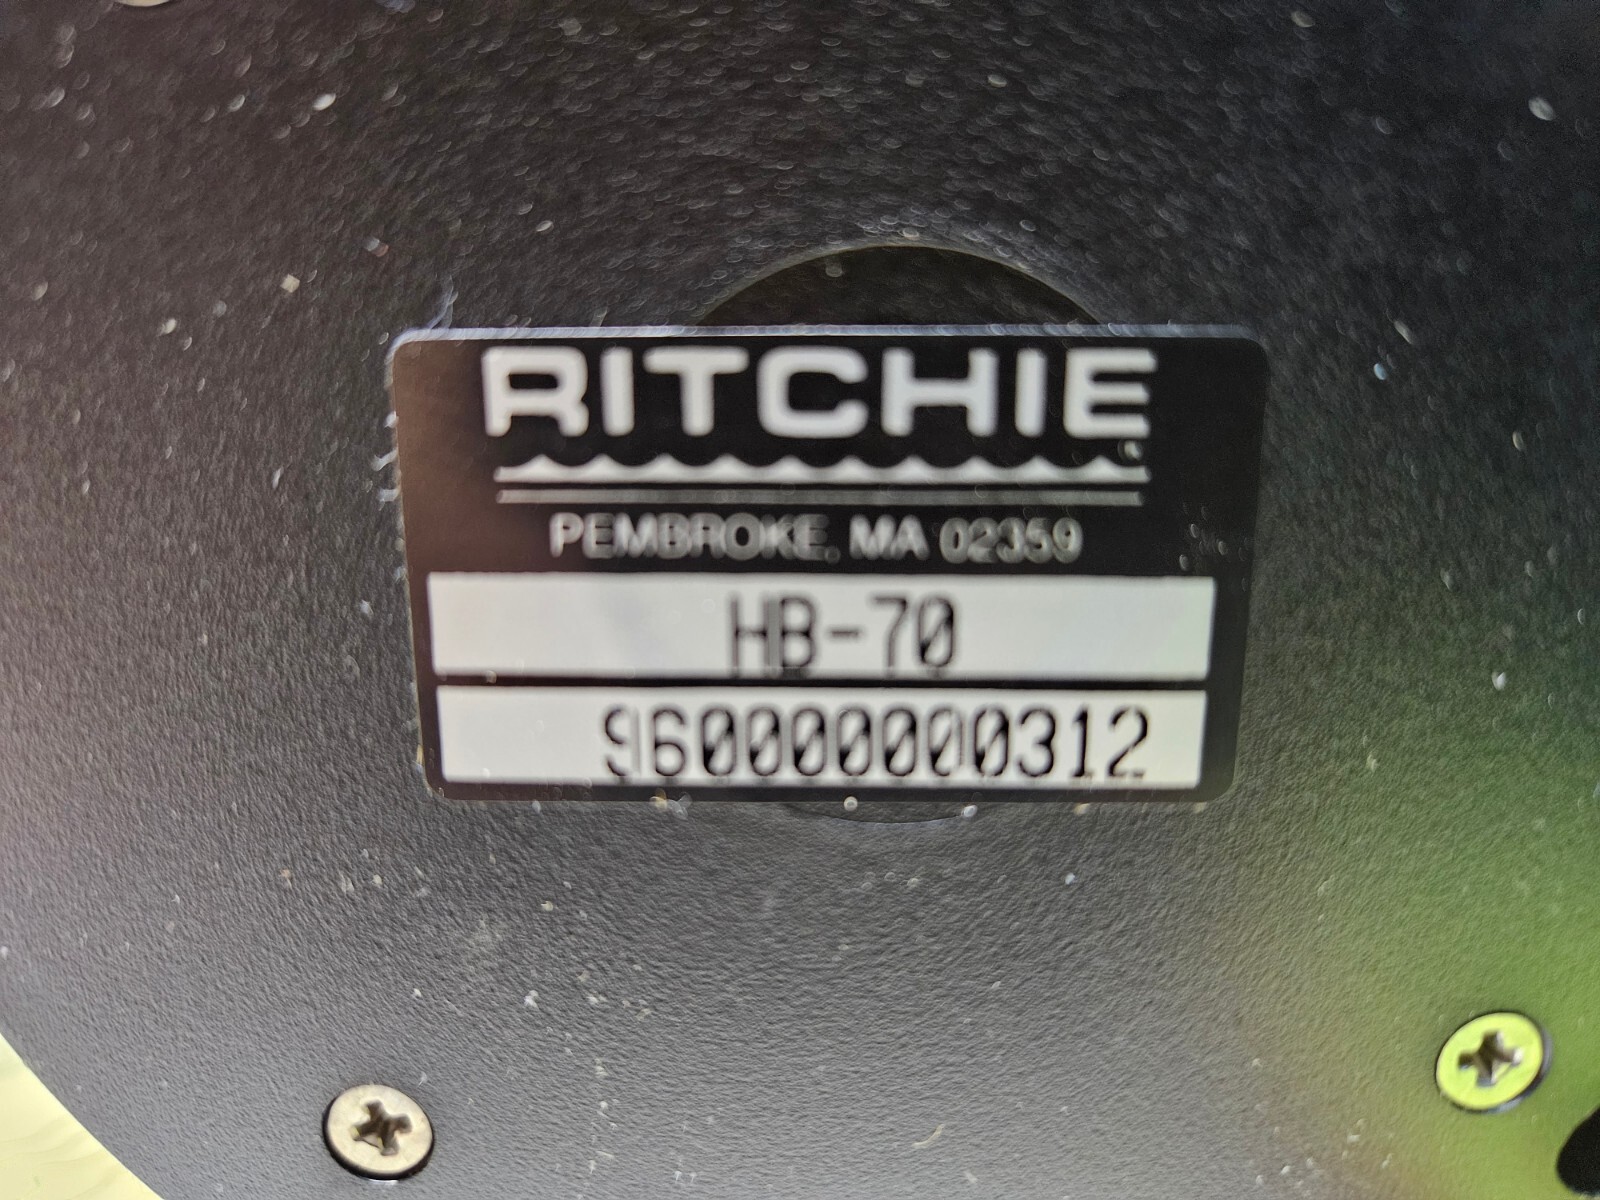 RITCHIE
PEMBROKE, MA 02359
HB-70
960000000312